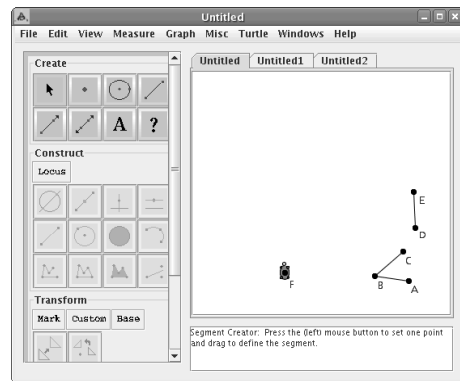 Untitled
File Edit View Measure Graph Misc Turtle Windows Help
Create
A ?
Construct
Locus
Transform
Mark Custom Base
Untitled Untitled1 Untitled2
E
D
C
B A
F
Segment Creator: Press the (left) mouse button to set one point
and drag to define the segment.